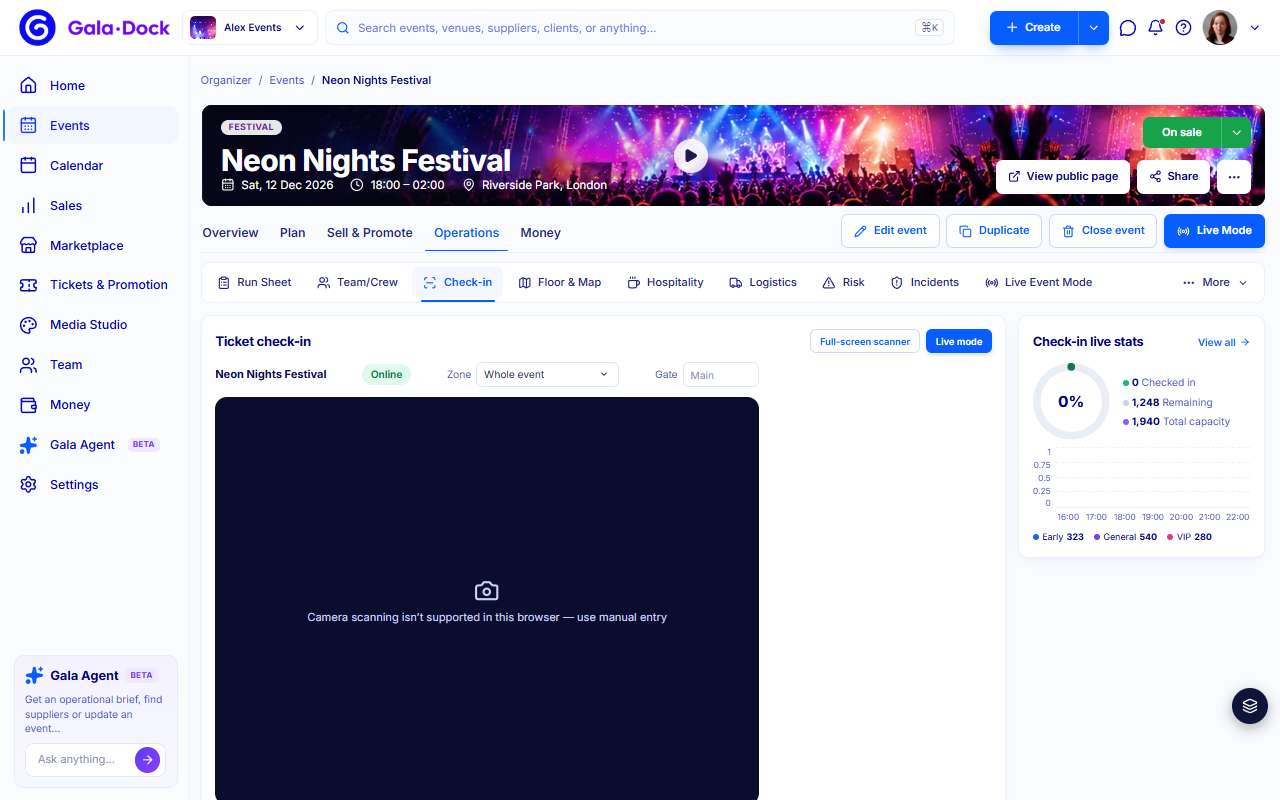 Gala·Dock
Alex Events
Search events, venues, suppliers, clients, or anything...
⌘K
Create
Home
Events
Calendar
Sales
Marketplace
Tickets & Promotion
Media Studio
Team
Money
Gala Agent BETA
Settings
Gala Agent BETA
Get an operational brief, find
suppliers or update an
event...
Ask anything...
Organizer / Events / Neon Nights Festival
FESTIVAL
Neon Nights Festival
Sat, 12 Dec 2026 18:00 – 02:00 Riverside Park, London
On sale
View public page Share
Overview Plan Sell & Promote Operations Money
Edit event Duplicate Close event Live Mode
Run Sheet Team/Crew Check-in Floor & Map Hospitality Logistics Risk Incidents Live Event Mode More
Ticket check-in
Full-screen scanner Live mode
Neon Nights Festival Online Zone Whole event Gate Main
Camera scanning isn't supported in this browser — use manual entry
Check-in live stats View all
0%
0 Checked in
1,248 Remaining
1,940 Total capacity
1
0.75
0.5
0.25
0
16:00 17:00 18:00 19:00 20:00 21:00 22:00
Early 323 General 540 VIP 280